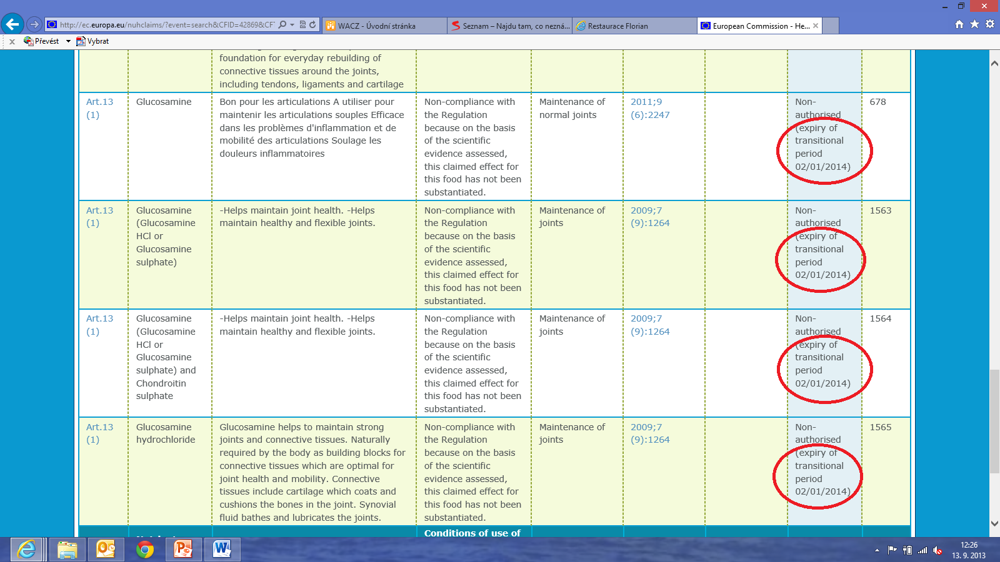 http://ec.europa.eu/nuhclaims/?event=search&CFID=42869&CF
WACZ - Úvodní stránka
Seznam – Najdu tam, co nezná...
Restaurace Florian
European Commission - He...
x Převést Vybrat
foundation for everyday rebuilding of
connective tissues around the joints,
including tendons, ligaments and cartilage
Art.13
(1)
Glucosamine
Bon pour les articulations A utiliser pour
maintenir les articulations souples Efficace
dans les problèmes d'inflammation et de
mobilité des articulations Soulage les
douleurs inflammatoires
Non-compliance with
the Regulation
because on the basis
of the scientific
evidence assessed,
this claimed effect for
this food has not been
substantiated.
Maintenance of
normal joints
2011;9
(6):2247
Non-
authorised
(expiry of
transitional
period
02/01/2014)
678
Art.13
(1)
Glucosamine
(Glucosamine
HCl or
Glucosamine
sulphate)
-Helps maintain joint health. -Helps
maintain healthy and flexible joints.
Non-compliance with
the Regulation
because on the basis
of the scientific
evidence assessed,
this claimed effect for
this food has not been
substantiated.
Maintenance of
joints
2009;7
(9):1264
Non-
authorised
(expiry of
transitional
period
02/01/2014)
1563
Art.13
(1)
Glucosamine
(Glucosamine
HCl or
Glucosamine
sulphate) and
Chondroitin
sulphate
-Helps maintain joint health. -Helps
maintain healthy and flexible joints.
Non-compliance with
the Regulation
because on the basis
of the scientific
evidence assessed,
this claimed effect for
this food has not been
substantiated.
Maintenance of
joints
2009;7
(9):1264
Non-
authorised
(expiry of
transitional
period
02/01/2014)
1564
Art.13
(1)
Glucosamine
hydrochloride
Glucosamine helps to maintain strong
joints and connective tissues. Naturally
required by the body as building blocks for
connective tissues which are optimal for
joint health and mobility. Connective
tissues include cartilage which coats and
cushions the bones in the joint. Synovial
fluid bathes and lubricates the joints.
Non-compliance with
the Regulation
because on the basis
of the scientific
evidence assessed,
this claimed effect for
this food has not been
substantiated.
Maintenance of
joints
2009;7
(9):1264
Non-
authorised
(expiry of
transitional
period
02/01/2014)
1565
Conditions of use of
12:26
13. 9. 2013